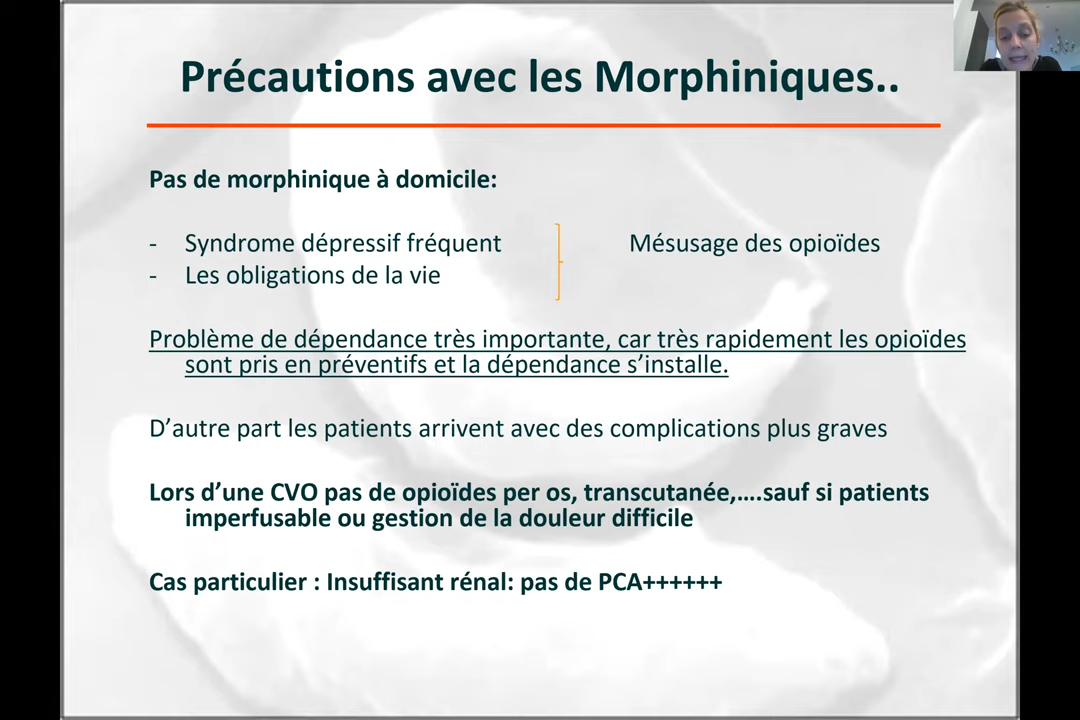 Précautions avec les Morphiniques..
Pas de morphinique à domicile:
- Syndrome dépressif fréquent
Mésusage des opioïdes
- Les obligations de la vie
Problème de dépendance très importante, car très rapidement les opioïdes
sont pris en préventifs et la dépendance s’installe.
D’autre part les patients arrivent avec des complications plus graves
Lors d’une CVO pas de opioïdes per os, transcutanée,….sauf si patients
imperfusable ou gestion de la douleur difficile
Cas particulier : Insuffisant rénal: pas de PCA++++++